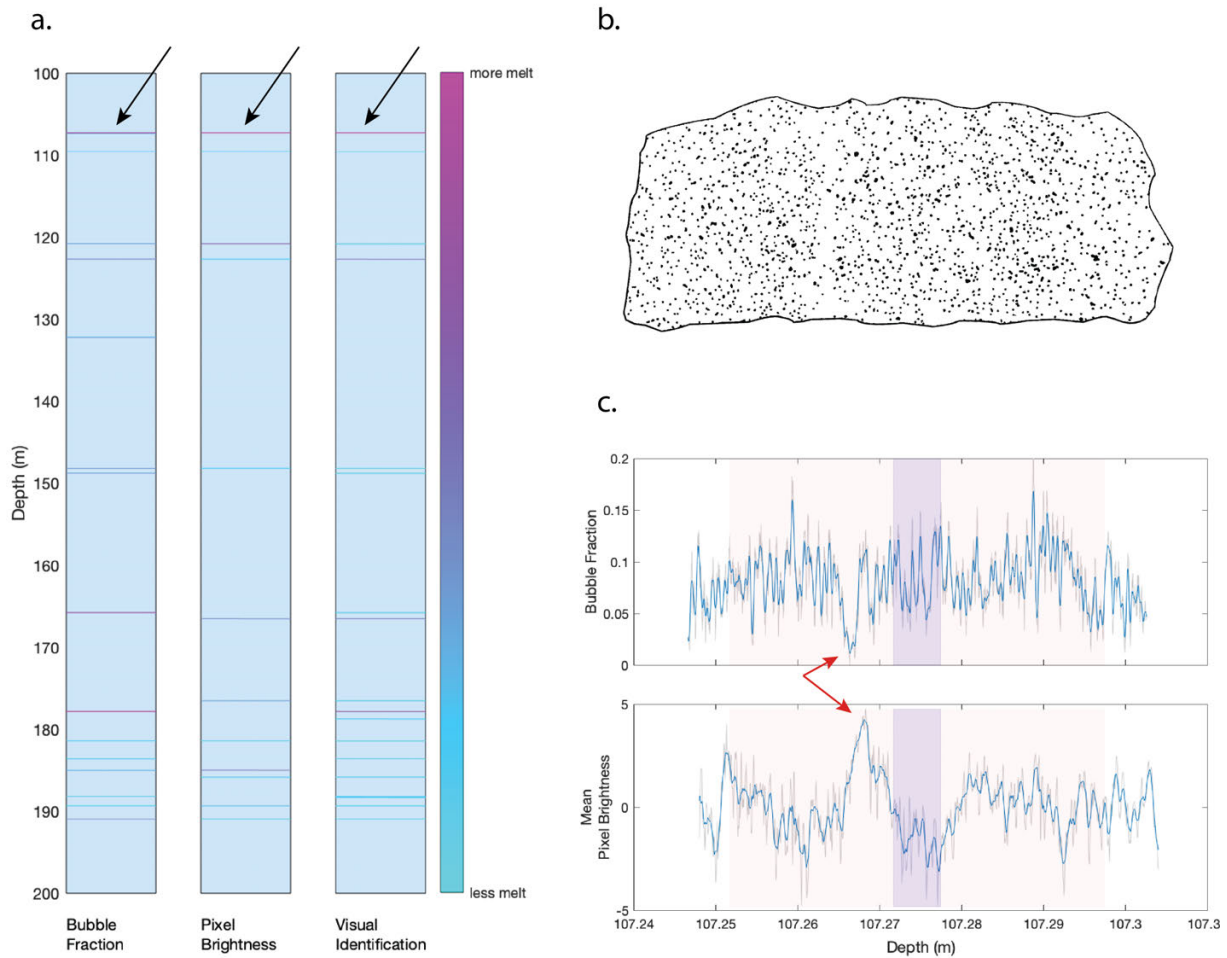 a.
more melt
100
110
120
130
140
150
160
170
180
190
200
Depth (m)
less melt
Bubble
Fraction
Pixel
Brightness
Visual
Identification
b.
c.
0.2
0.15
0.1
0.05
0
Bubble Fraction
5
0
-5
Mean
Pixel Brightness
107.24
107.25
107.26
107.27
107.28
107.29
107.3
107.3
Depth (m)